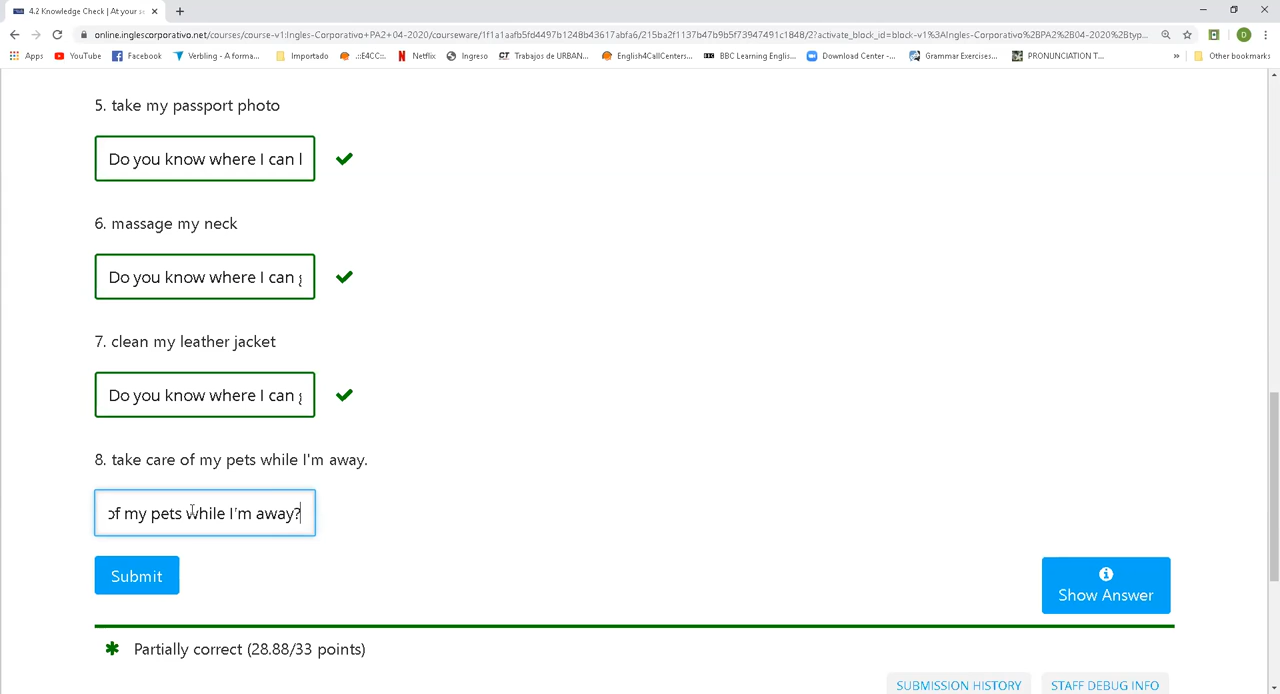 4.2 Knowledge Check | At your s
online.inglescorporativo.net/courses/course-v1:Ingles-Corporativo+PA2+04-2020/courseware/1f1a1aafb5fd4497b1248b43617abfa6/215ba2f1137b47b9b5f73947491c1848/2?activate_block_id=block-v1%3AIngles-Corporativo%2BPA2%2B04-2020%2Btyp...
D
Apps YouTube Facebook Verbling - A forma... Importado .::E4CC::. Netflix Ingreso CT Trabajos de URBAN... English4CallCenters... BBC Learning Englis... Download Center -... Grammar Exercises... PRONUNCIATION T... » Other bookmarks
5. take my passport photo
Do you know where I can
6. massage my neck
Do you know where I can
7. clean my leather jacket
Do you know where I can
8. take care of my pets while I'm away.
of my pets while I'm away?
Submit
Show Answer
Partially correct (28.88/33 points)
SUBMISSION HISTORY STAFF DEBUG INFO